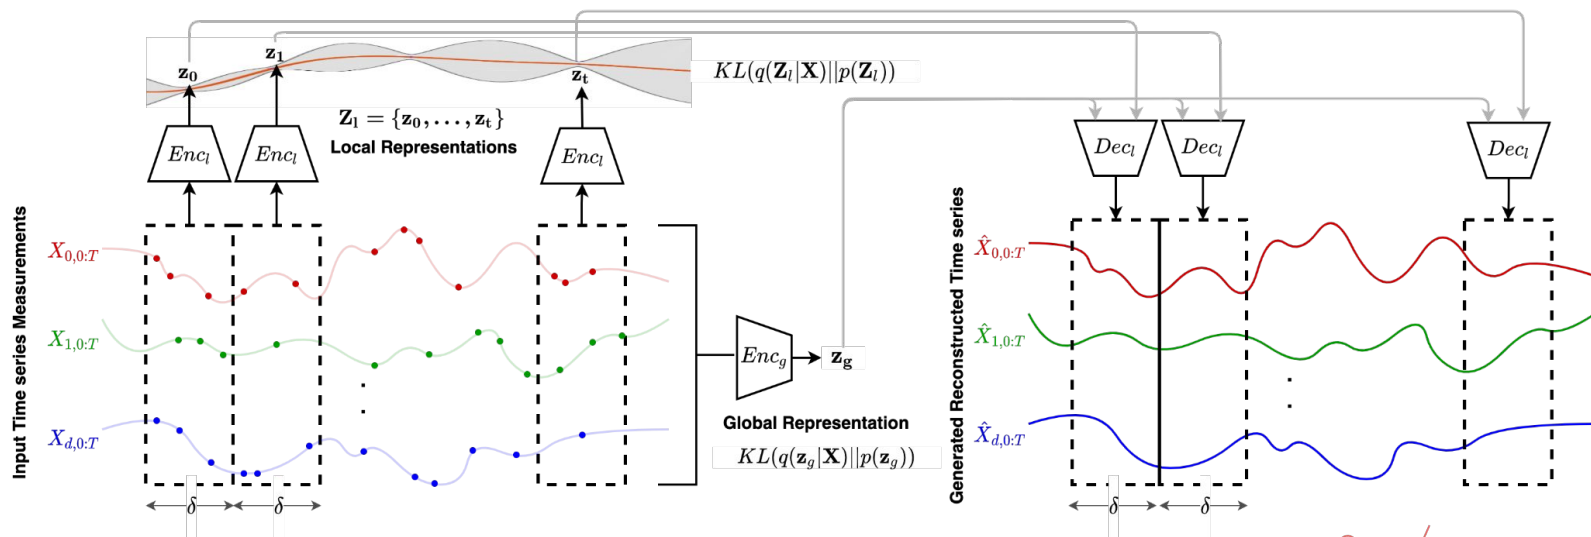 z₀
z₁
z_t
KL(q(Z_l|X)||p(Z_l))
Z_l = {z₀, . . . , z_t}
Local Representations
Enc_l
Enc_l
Enc_l
Dec_l
Dec_l
Dec_l
Input Time series Measurements
X_{0,0:T}
X_{1,0:T}
X_{d,0:T}
δ
δ
Enc_g
z_g
Global Representation
KL(q(z_g|X)||p(z_g))
Generated Reconstructed Time series
X̂_{0,0:T}
X̂_{1,0:T}
X̂_{d,0:T}
δ
δ